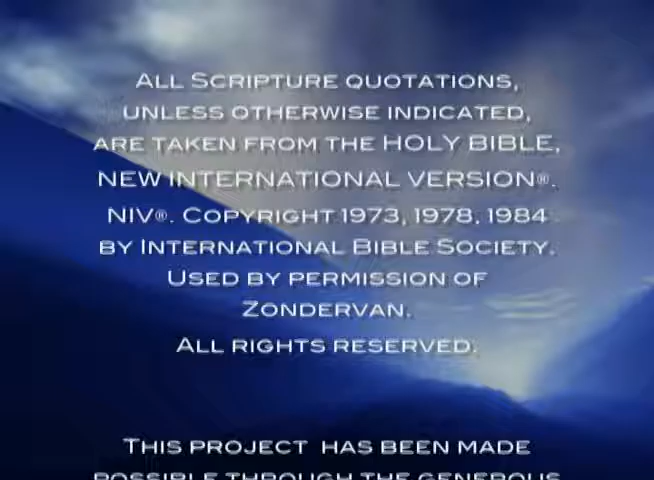 ALL SCRIPTURE QUOTATIONS,
UNLESS OTHERWISE INDICATED,
ARE TAKEN FROM THE HOLY BIBLE,
NEW INTERNATIONAL VERSION®.
NIV®. COPYRIGHT 1973, 1978, 1984
BY INTERNATIONAL BIBLE SOCIETY.
USED BY PERMISSION OF
ZONDERVAN.
ALL RIGHTS RESERVED.
THIS PROJECT HAS BEEN MADE
POSSIBLE THROUGH THE GENEROUS